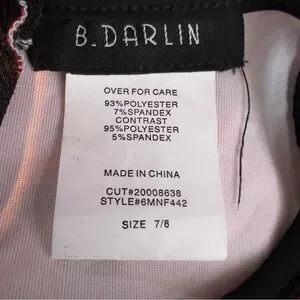 B.DARLIN
OVER FOR CARE
93%POLYESTER
7%SPANDEX
CONTRAST
95%POLYESTER
5%SPANDEX
MADE IN CHINA
CUT#20008638
STYLE#6MNF442
SIZE 7/8